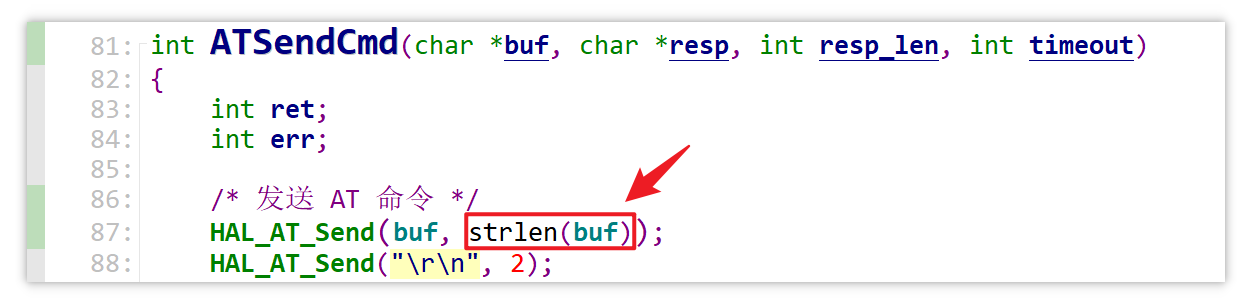 81: int ATSendCmd(char *buf, char *resp, int resp_len, int timeout)
82: {
83: int ret;
84: int err;
85:
86: /* 发送 AT 命令 */
87: HAL_AT_Send(buf, strlen(buf));
88: HAL_AT_Send("\r\n", 2);